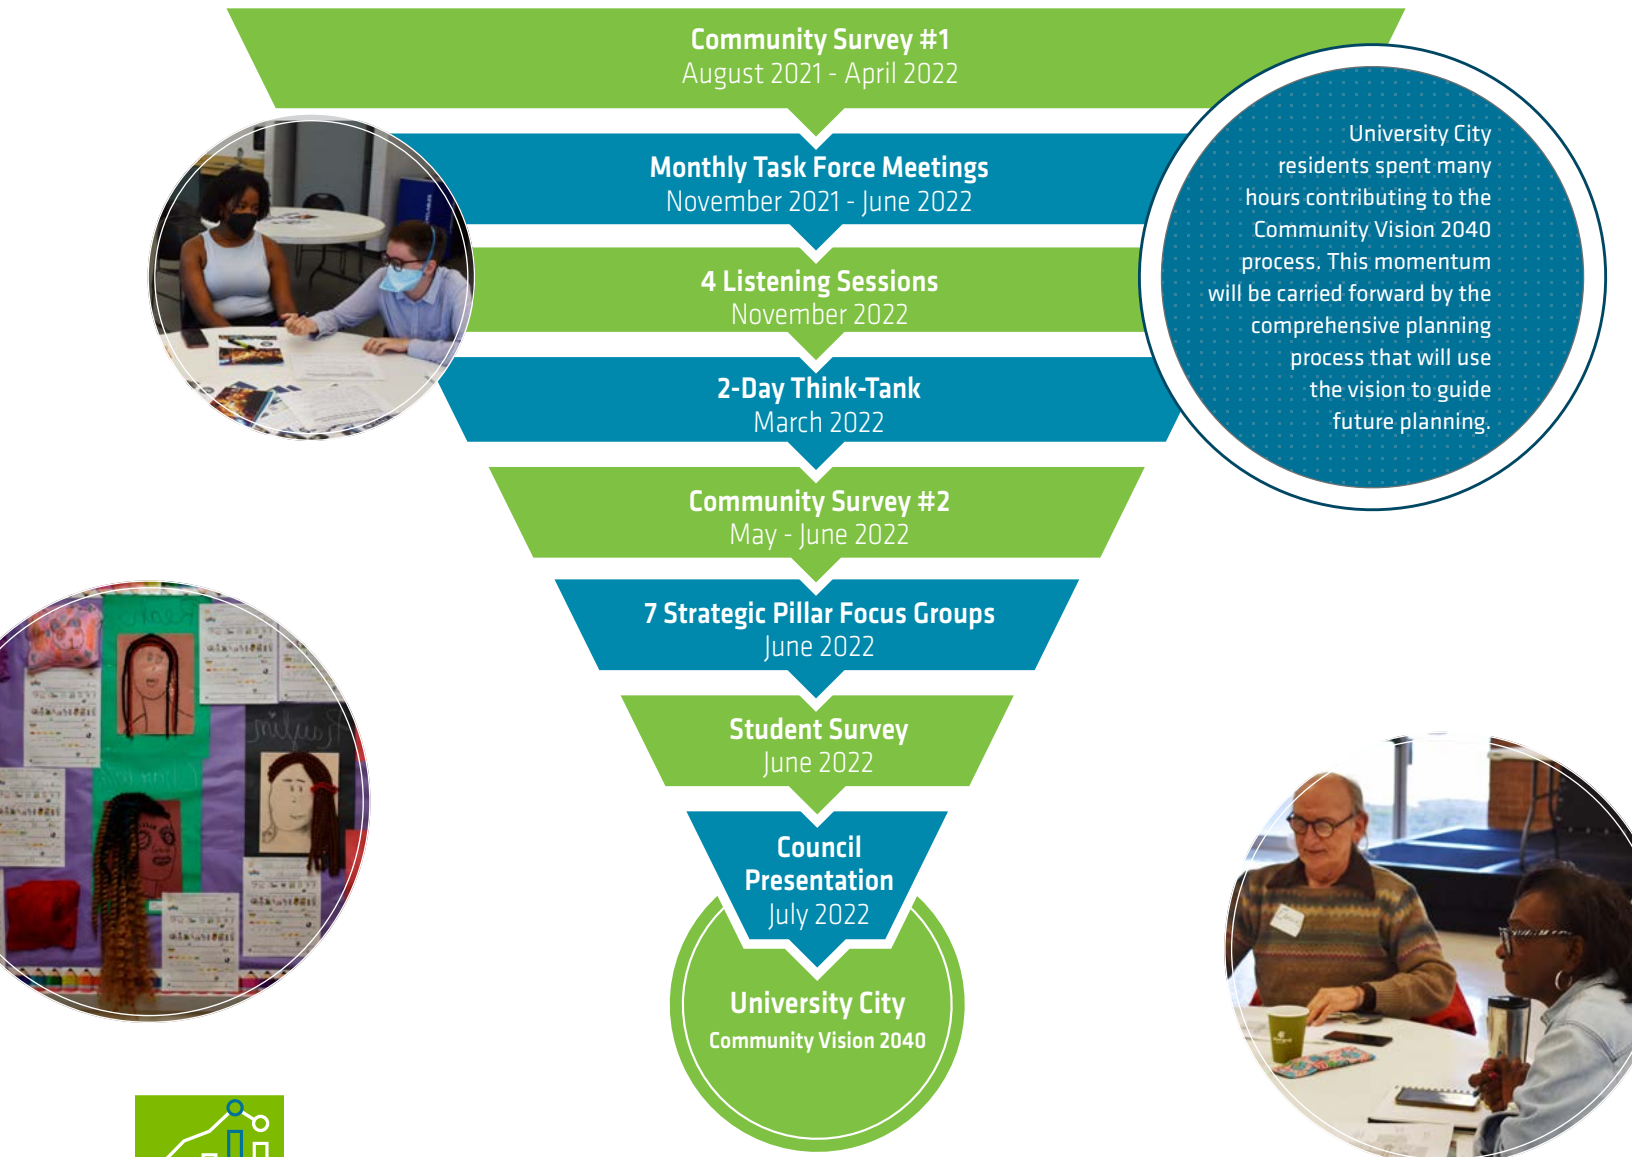 Community Survey #1
August 2021 - April 2022
Monthly Task Force Meetings
November 2021 - June 2022
4 Listening Sessions
November 2022
2-Day Think-Tank
March 2022
Community Survey #2
May - June 2022
7 Strategic Pillar Focus Groups
June 2022
Student Survey
June 2022
Council
Presentation
July 2022
University City
Community Vision 2040
University City
residents spent many
hours contributing to the
Community Vision 2040
process. This momentum
will be carried forward by the
comprehensive planning
process that will use
the vision to guide
future planning.